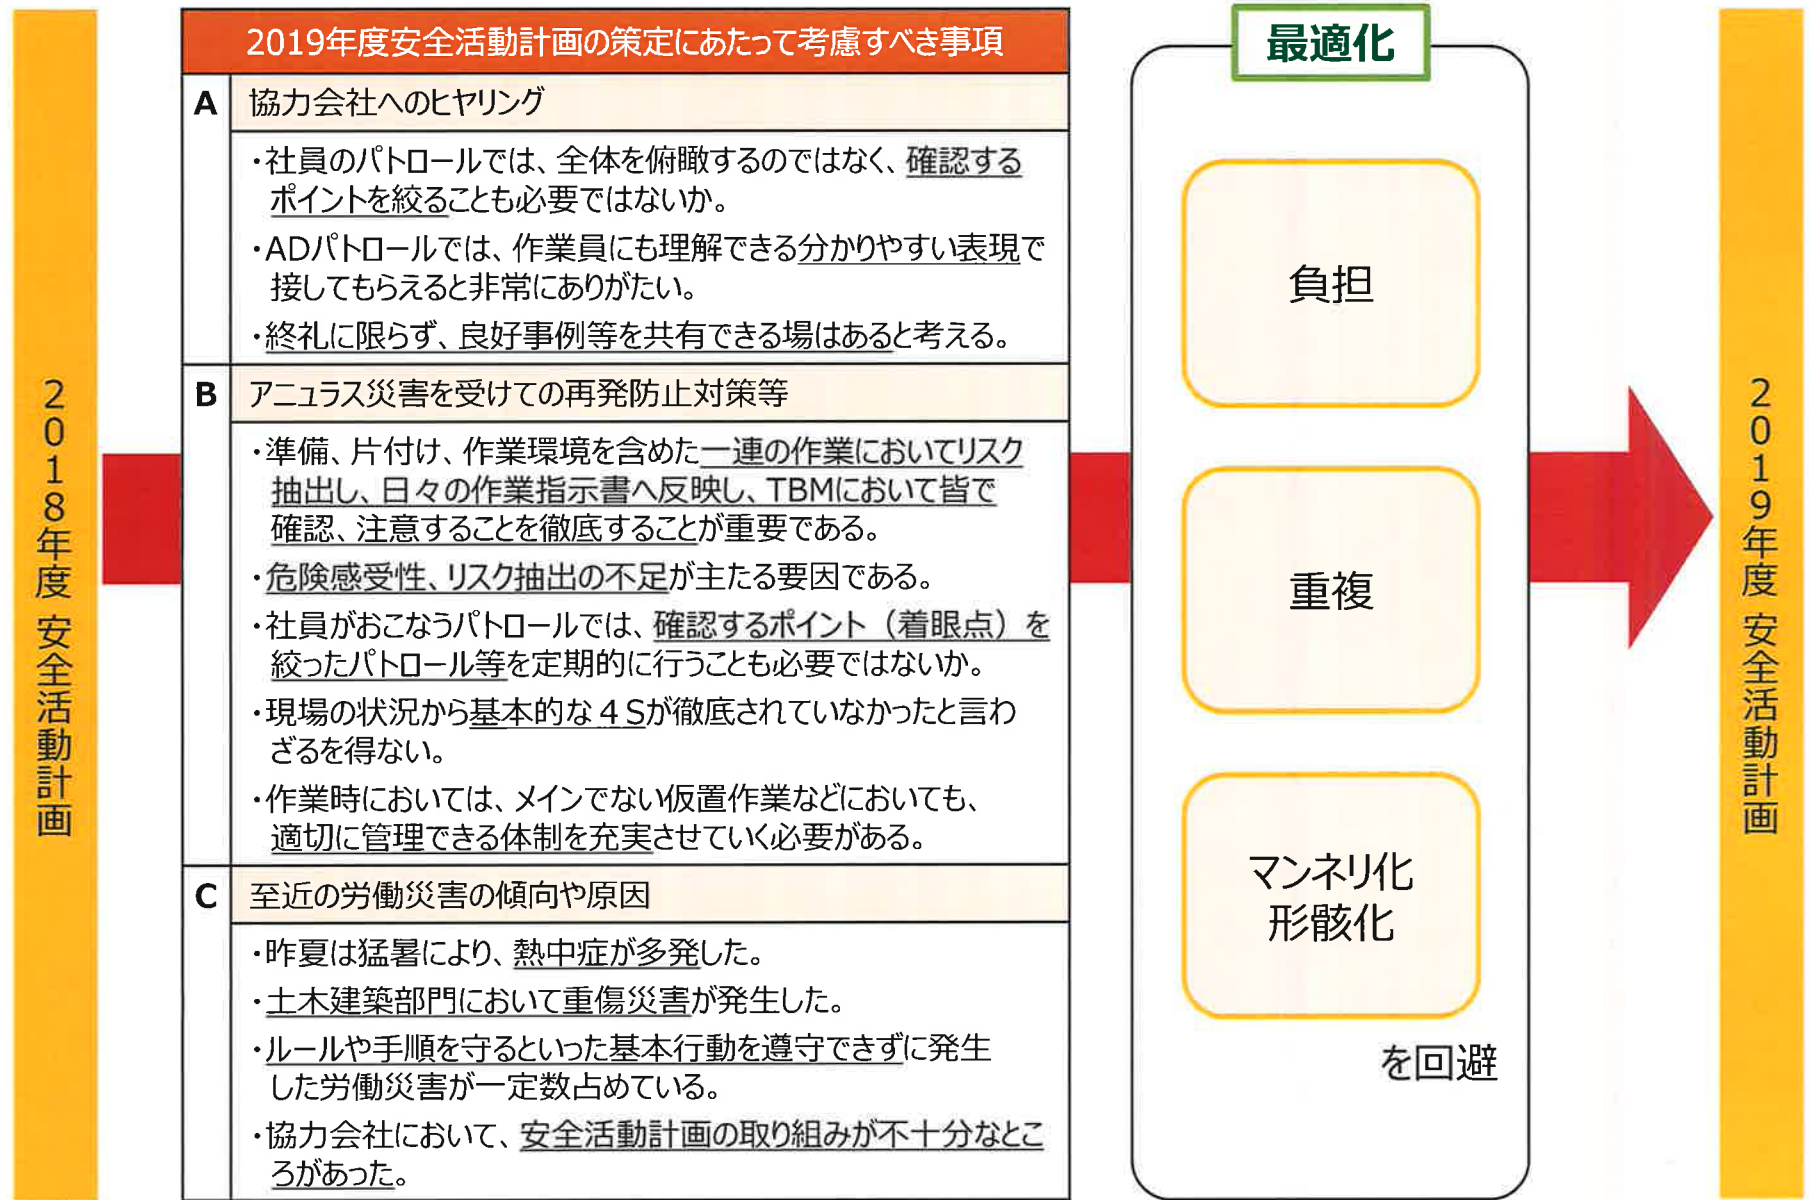 2018年度 安全活動計画
2019年度安全活動計画の策定にあたって考慮すべき事項
A 協力会社へのヒヤリング
・社員のパトロールでは、全体を俯瞰するのではなく、確認する
ポイントを絞ることも必要ではないか。
・ADパトロールでは、作業員にも理解できる分かりやすい表現で
接してもらえると非常にありがたい。
・終礼に限らず、良好事例等を共有できる場はあると考える。
B アニュラス災害を受けての再発防止対策等
・準備、片付け、作業環境を含めた一連の作業においてリスク
抽出し、日々の作業指示書へ反映し、TBMにおいて皆で
確認、注意することを徹底することが重要である。
・危険感受性、リスク抽出の不足が主たる要因である。
・社員がおこなうパトロールでは、確認するポイント（着眼点）を
絞ったパトロール等を定期的に行うことも必要ではないか。
・現場の状況から基本的な４Sが徹底されていなかったと言わ
ざるを得ない。
・作業時においては、メインでない仮置作業などにおいても、
適切に管理できる体制を充実させていく必要がある。
C 至近の労働災害の傾向や原因
・昨夏は猛暑により、熱中症が多発した。
・土木建築部門において重傷災害が発生した。
・ルールや手順を守るといった基本行動を遵守できずに発生
した労働災害が一定数占めている。
・協力会社において、安全活動計画の取り組みが不十分なとこ
ろがあった。
最適化
負担
重複
マンネリ化
形骸化
を回避
2019年度 安全活動計画